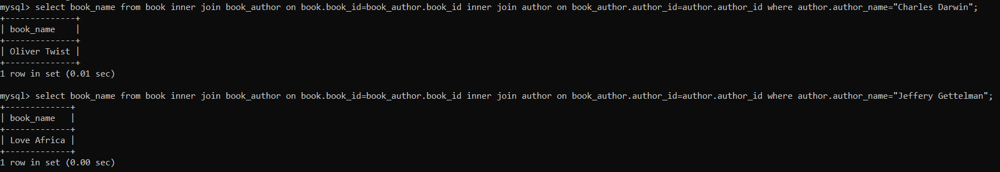 mysql> select book_name from book inner join book_author on book.book_id=book_author.book_id inner join author on book_author.author_id=author.author_id where author.author_name="Charles Darwin";
+--------------+
| book_name    |
+--------------+
| Oliver Twist |
+--------------+
1 row in set (0.01 sec)

mysql> select book_name from book inner join book_author on book.book_id=book_author.book_id inner join author on book_author.author_id=author.author_id where author.author_name="Jeffery Gettelman";
+-------------+
| book_name   |
+-------------+
| Love Africa |
+-------------+
1 row in set (0.00 sec)